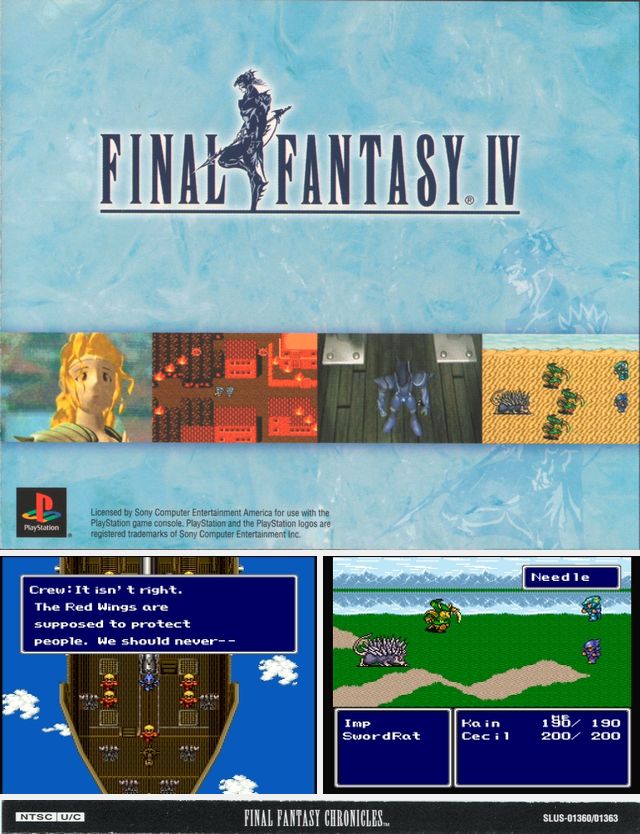 FINAL FANTASY® IV
PlayStation®
Licensed by Sony Computer Entertainment America for use with the
PlayStation game console. PlayStation and the PlayStation logos are
registered trademarks of Sony Computer Entertainment Inc.
Crew:It isn't right.
The Red Wings are
supposed to protect
people. We should never--
Needle
Imp
SwordRat
Kain 190/ 190
Cecil 200/ 200
NTSC U/C
FINAL FANTASY CHRONICLES™
SLUS-01360/01363